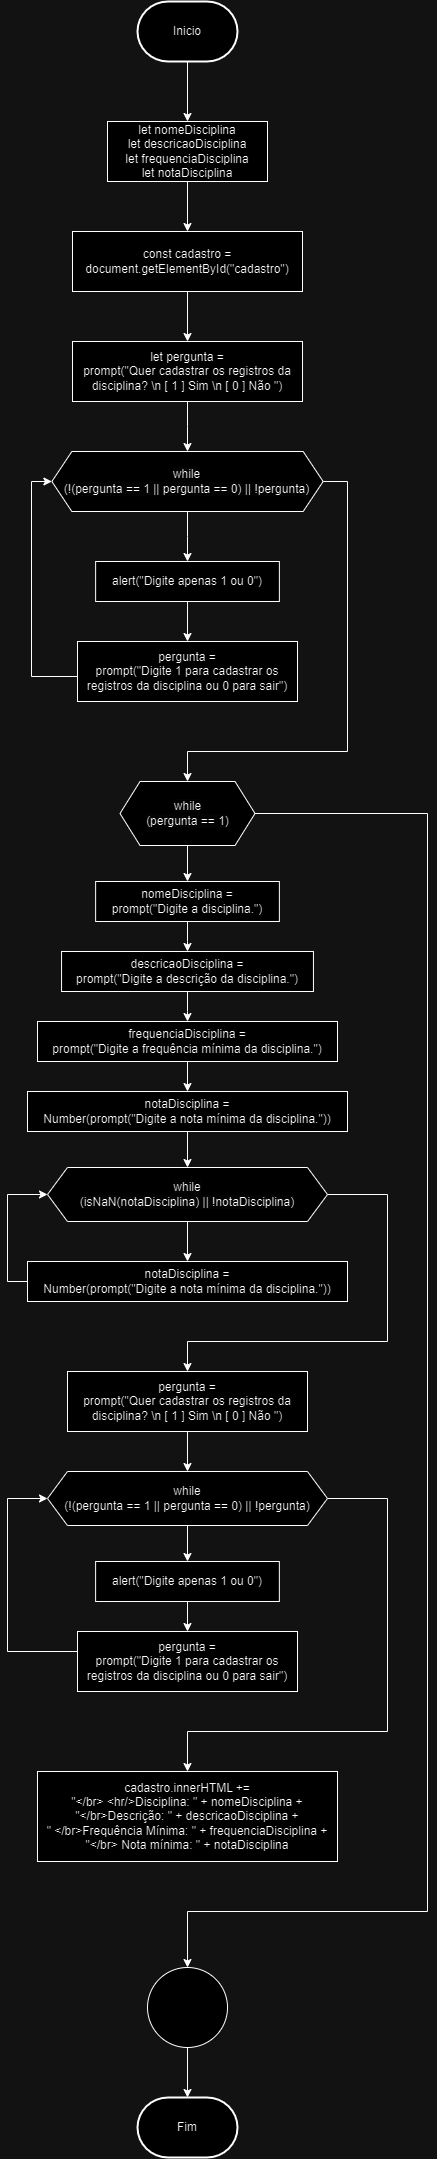 Inicio
let nomeDisciplina
let descricaoDisciplina
let frequenciaDisciplina
let notaDisciplina
const cadastro =
document.getElementById("cadastro")
let pergunta =
prompt("Quer cadastrar os registros da
disciplina? \n [ 1 ] Sim \n [ 0 ] Não ")
while
(!(pergunta == 1 || pergunta == 0) || !pergunta)
alert("Digite apenas 1 ou 0")
pergunta =
prompt("Digite 1 para cadastrar os
registros da disciplina ou 0 para sair")
while
(pergunta == 1)
nomeDisciplina =
prompt("Digite a disciplina.")
descricaoDisciplina =
prompt("Digite a descrição da disciplina.")
frequenciaDisciplina =
prompt("Digite a frequência mínima da disciplina.")
notaDisciplina =
Number(prompt("Digite a nota mínima da disciplina."))
while
(isNaN(notaDisciplina) || !notaDisciplina)
notaDisciplina =
Number(prompt("Digite a nota mínima da disciplina."))
pergunta =
prompt("Quer cadastrar os registros da
disciplina? \n [ 1 ] Sim \n [ 0 ] Não ")
while
(!(pergunta == 1 || pergunta == 0) || !pergunta)
alert("Digite apenas 1 ou 0")
pergunta =
prompt("Digite 1 para cadastrar os
registros da disciplina ou 0 para sair")
cadastro.innerHTML +=
"</br> <hr/>Disciplina: " + nomeDisciplina +
"</br>Descrição: " + descricaoDisciplina +
" </br>Frequência Mínima: " + frequenciaDisciplina +
"</br> Nota mínima: " + notaDisciplina
Fim